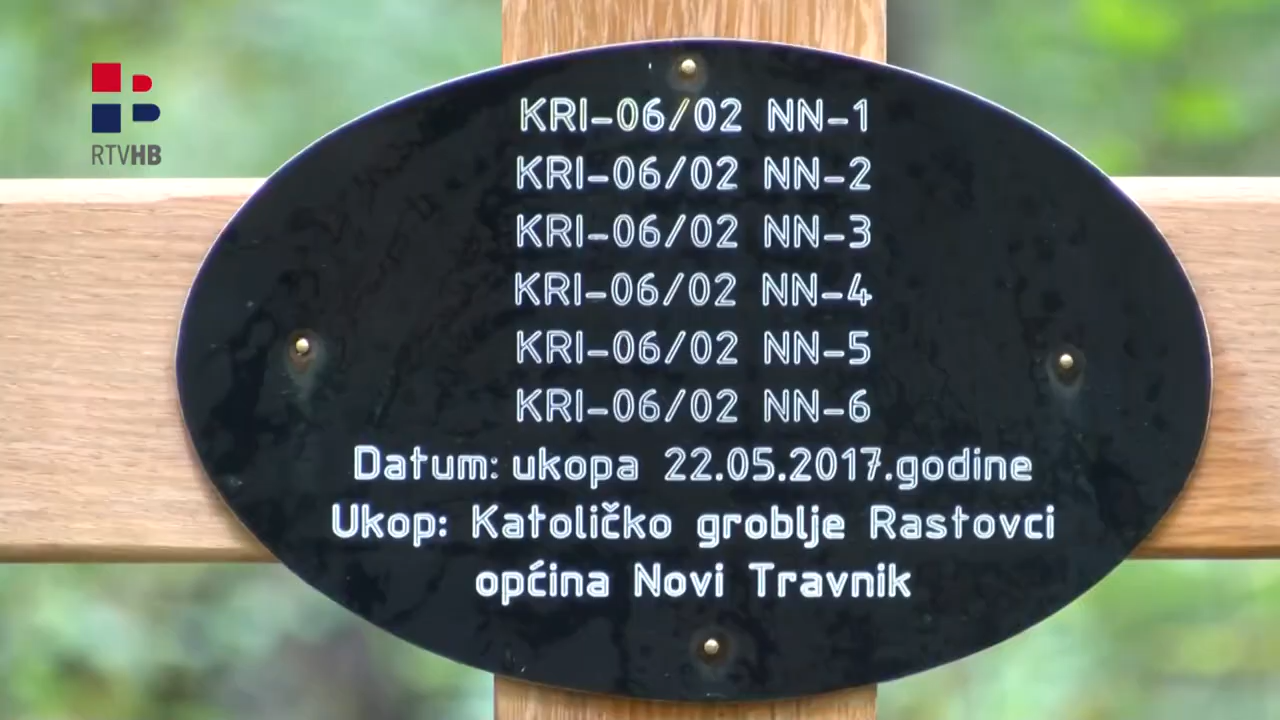 RTVHB
KRI-06/02 NN-1
KRI-06/02 NN-2
KRI-06/02 NN-3
KRI-06/02 NN-4
KRI-06/02 NN-5
KRI-06/02 NN-6
Datum: ukopa 22.05.2017.godine
Ukop: Katoličko groblje Rastovci
općina Novi Travnik